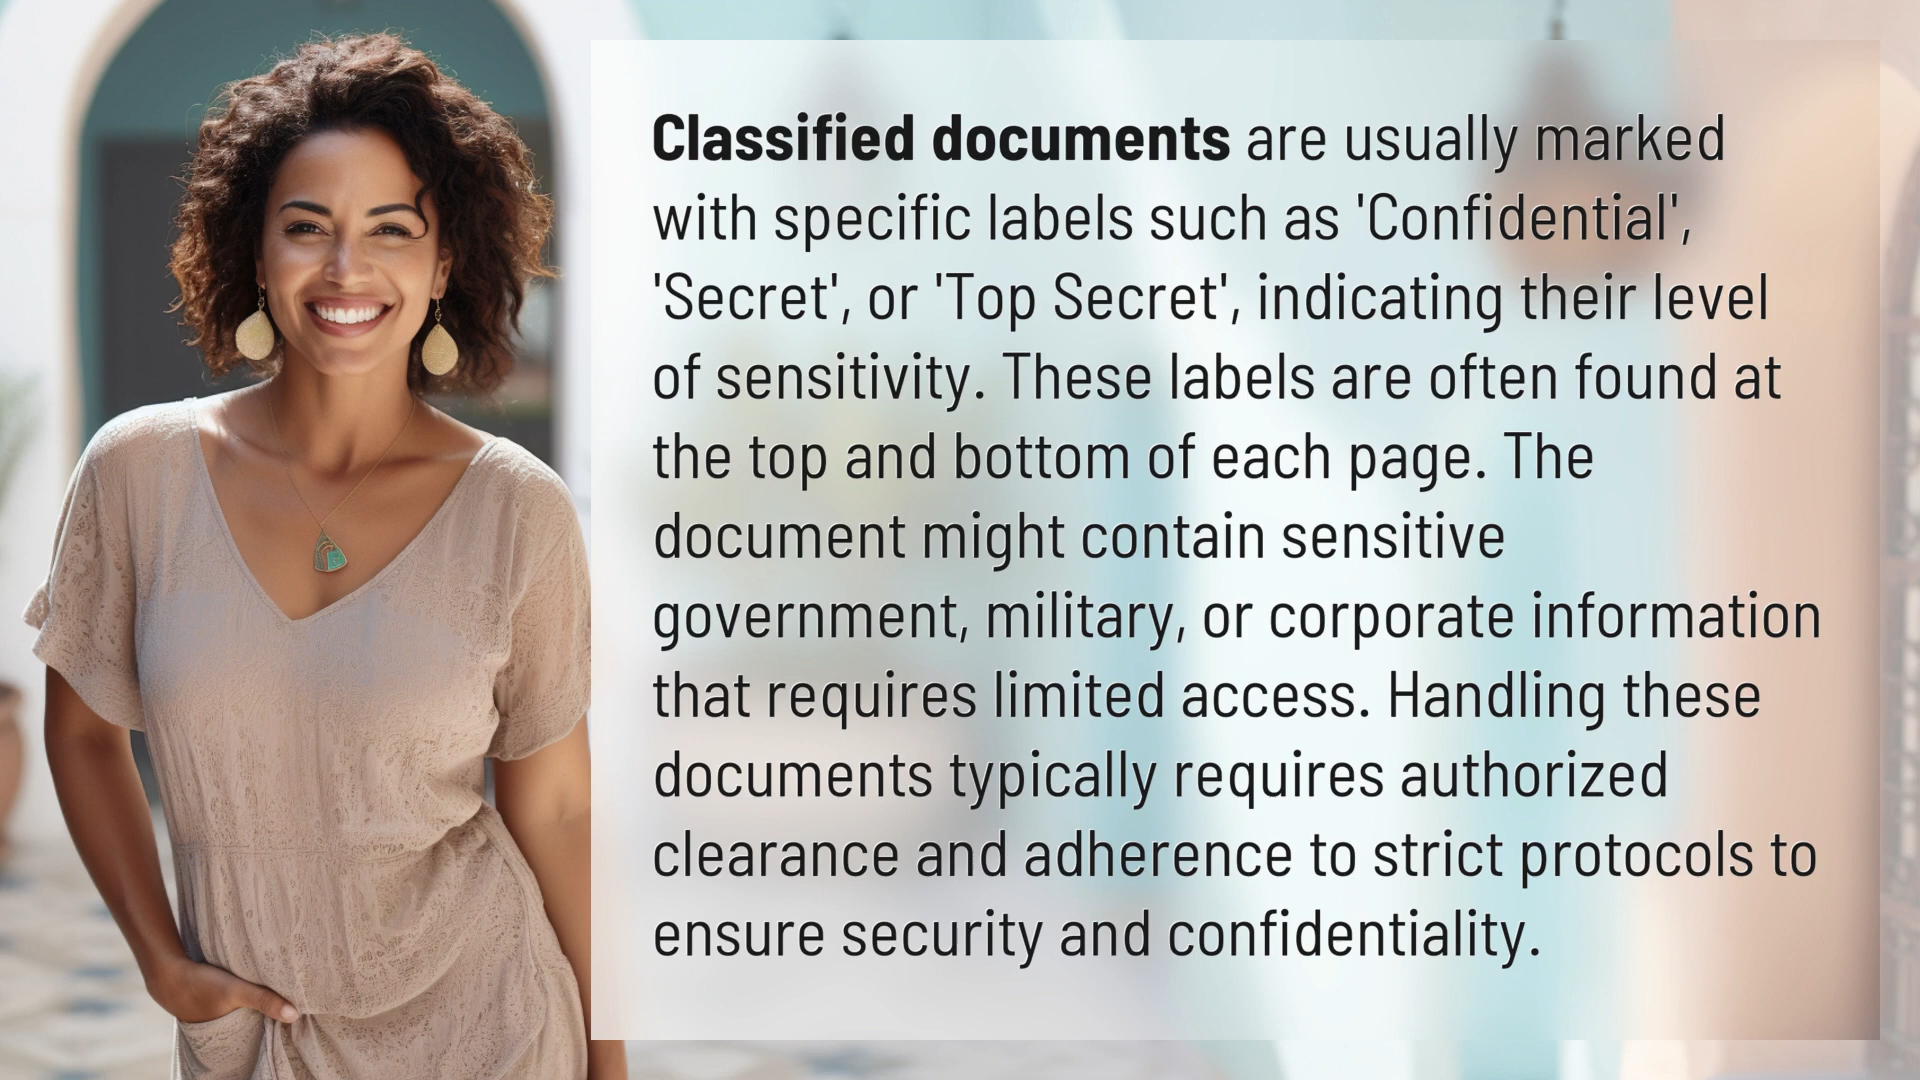 Classified documents are usually marked
with specific labels such as 'Confidential',
'Secret', or 'Top Secret', indicating their level
of sensitivity. These labels are often found at
the top and bottom of each page. The
document might contain sensitive
government, military, or corporate information
that requires limited access. Handling these
documents typically requires authorized
clearance and adherence to strict protocols to
ensure security and confidentiality.